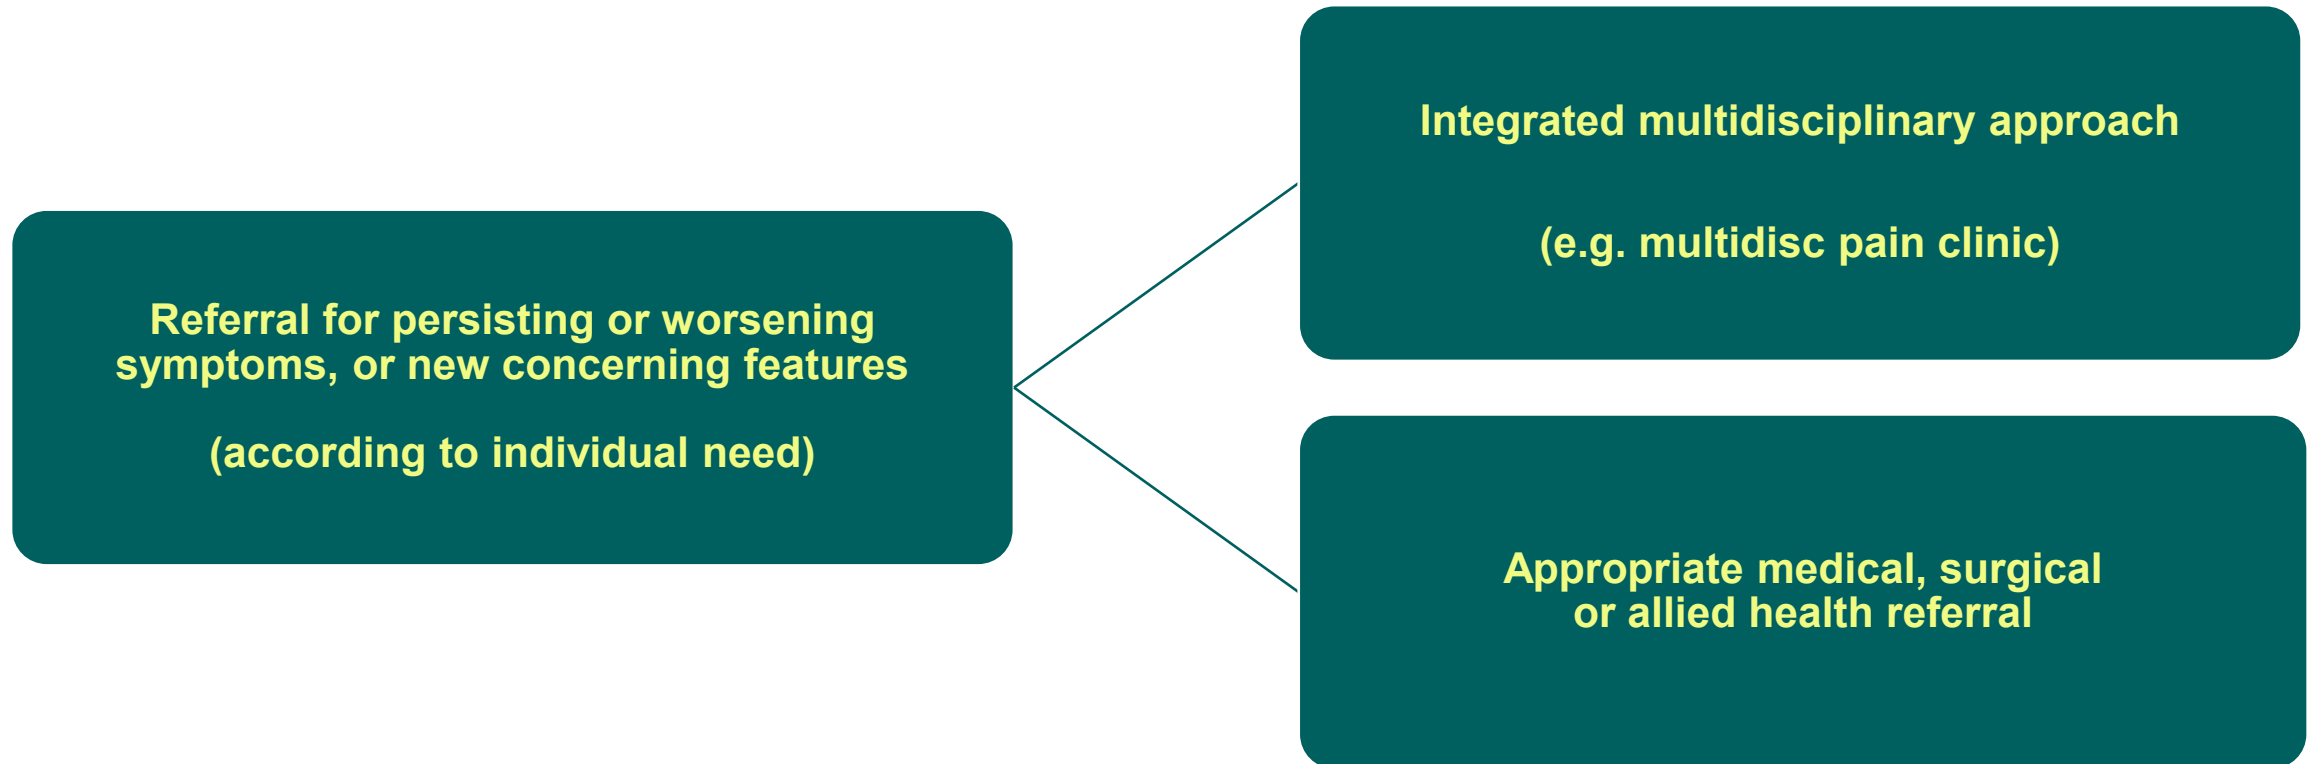 Referral for persisting or worsening
symptoms, or new concerning features
(according to individual need)
Integrated multidisciplinary approach
(e.g. multidisc pain clinic)
Appropriate medical, surgical
or allied health referral